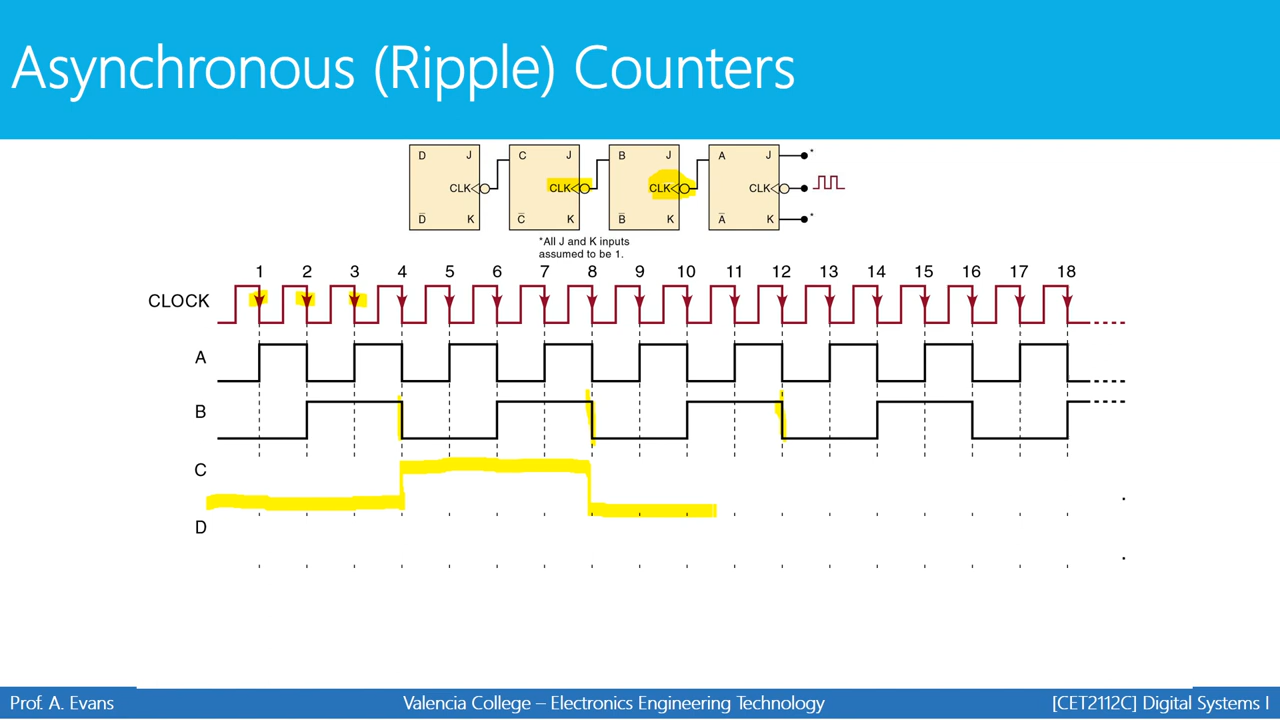 Asynchronous (Ripple) Counters
D J C J B J A J *
CLK CLK CLK CLK
D̅ K C̅ K B̅ K A̅ K *
*All J and K inputs
assumed to be 1.
1 2 3 4 5 6 7 8 9 10 11 12 13 14 15 16 17 18
CLOCK
A
B
C
D
Prof. A. Evans Valencia College – Electronics Engineering Technology [CET2112C] Digital Systems I